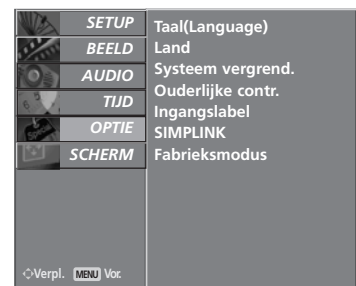 SETUP
BEELD
AUDIO
TIJD
OPTIE
SCHERM
Taal(Language)
Land
Systeem vergrend.
Ouderlijke contr.
Ingangslabel
SIMPLINK
Fabrieksmodus
Verpl. MENU Vor.